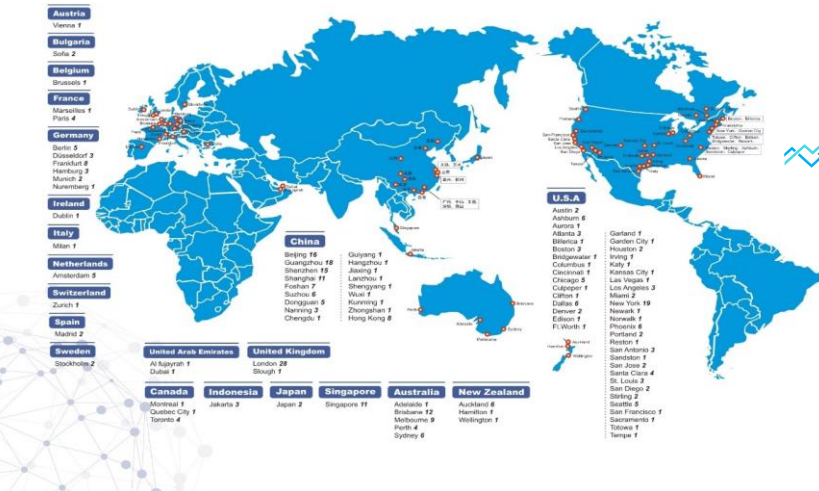 Austria
Vienna 1
Bulgaria
Sofia 2
Belgium
Brussels 1
France
Marseilles 1
Paris 4
Germany
Berlin 5
Düsseldorf 3
Frankfurt 8
Hamburg 3
Munich 2
Nuremberg 1
Ireland
Dublin 1
Italy
Milan 1
Netherlands
Amsterdam 5
Switzerland
Zurich 1
Spain
Madrid 2
Sweden
Stockholm 2
United Arab Emirates
Al fujayrah 1
Dubai 1
United Kingdom
London 28
Slough 1
China
Beijing 16
Guangzhou 18
Shenzhen 15
Shanghai 11
Foshan 7
Suzhou 6
Dongguan 5
Nanning 3
Chengdu 1
Guiyang 1
Hangzhou 1
Jiaxing 1
Lanzhou 1
Shengyang 1
Wuxi 1
Kunming 1
Zhongshan 1
Hong Kong 8
Canada
Montreal 1
Quebec City 1
Toronto 4
Indonesia
Jakarta 3
Japan
Japan 2
Singapore
Singapore 11
Australia
Adelaide 1
Brisbane 12
Melbourne 9
Perth 4
Sydney 6
New Zealand
Auckland 6
Hamilton 1
Wellington 1
U.S.A
Austin 2
Ashburn 6
Aurora 1
Atlanta 3
Billerica 1
Boston 3
Bridgewater 1
Columbus 1
Cincinnati 1
Chicago 5
Culpeper 1
Clifton 1
Dallas 6
Denver 2
Edison 1
Ft.Worth 1
Garland 1
Garden City 1
Houston 2
Irving 1
Katy 1
Kansas City 1
Las Vegas 1
Los Angeles 3
Miami 2
New York 19
Newark 1
Norwalk 1
Phoenix 6
Portland 2
Reston 1
San Antonio 3
Sandston 1
San Jose 2
Santa Clara 4
St. Louis 3
San Diego 2
Stirling 2
Seattle 5
San Francisco 1
Sacramento 1
Totowa 1
Tempe 1